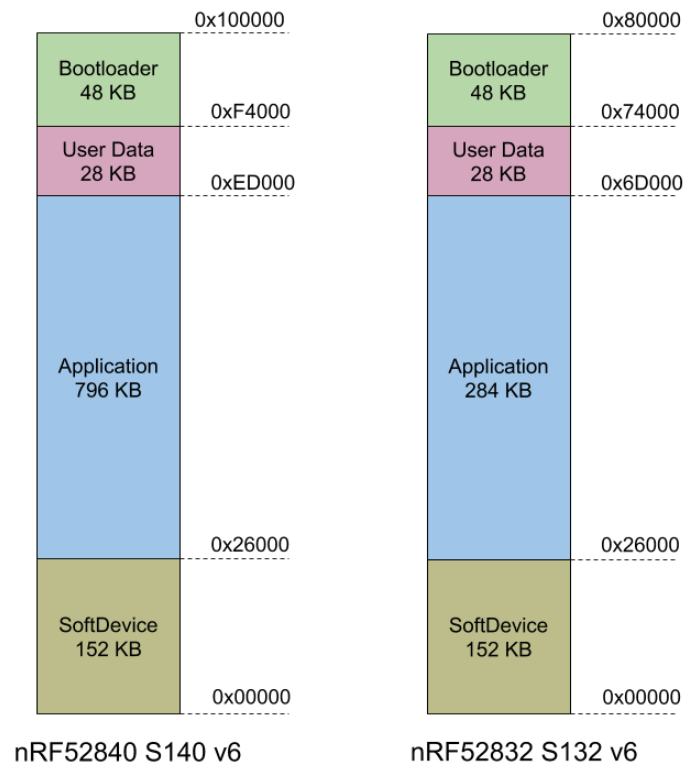 0x100000
Bootloader
48 KB
0xF4000
User Data
28 KB
0xED000
Application
796 KB
0x26000
SoftDevice
152 KB
0x00000
nRF52840 S140 v6
0x80000
Bootloader
48 KB
0x74000
User Data
28 KB
0x6D000
Application
284 KB
0x26000
SoftDevice
152 KB
0x00000
nRF52832 S132 v6